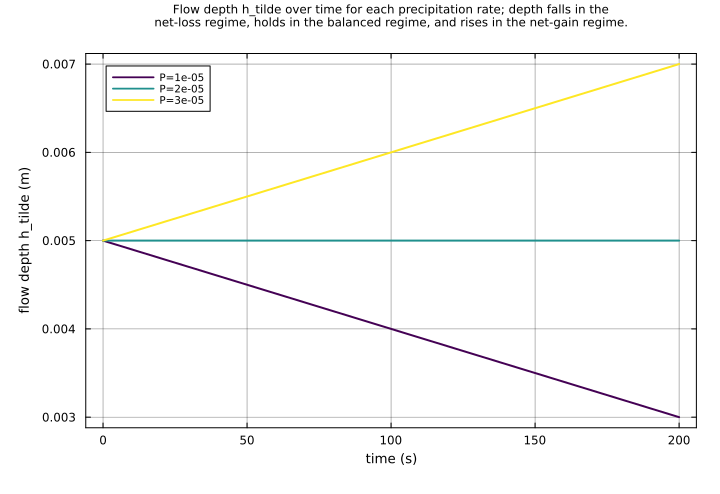 Flow depth h_tilde over time for each precipitation rate; depth falls in the
net-loss regime, holds in the balanced regime, and rises in the net-gain regime.
P=1e-05
P=2e-05
P=3e-05
0.007
0.006
0.005
0.004
0.003
flow depth h_tilde (m)
0 50 100 150 200
time (s)